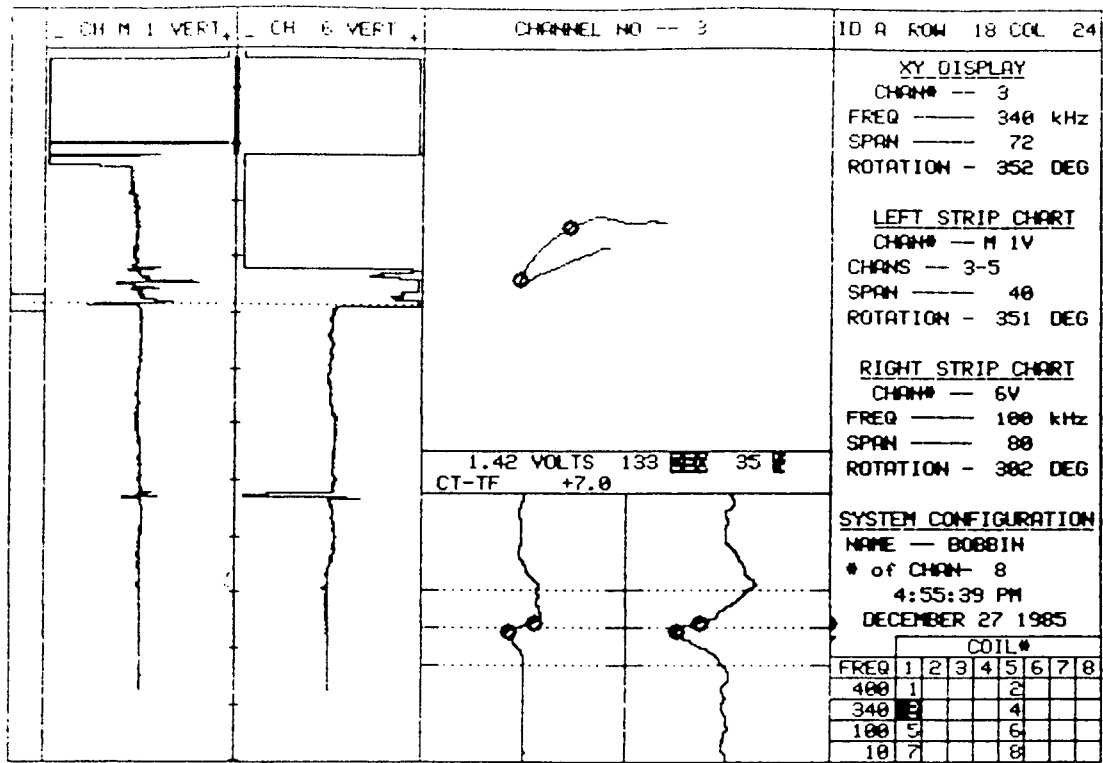 _ CH M 1 VERT + _ CH 6 VERT + CHANNEL NO -- 3 ID A ROW 18 COL 24
XY DISPLAY
CHAN# -- 3
FREQ ----- 340 kHz
SPAN ----- 72
ROTATION - 352 DEG
LEFT STRIP CHART
CHAN# -- M 1V
CHANS -- 3-5
SPAN ----- 40
ROTATION - 351 DEG
RIGHT STRIP CHART
CHAN# -- 6V
FREQ ----- 100 kHz
SPAN ----- 80
ROTATION - 302 DEG
1.42 VOLTS 133 35
CT-TF +7.0
SYSTEM CONFIGURATION
NAME -- BOBBIN
# of CHAN- 8
4:55:39 PM
DECEMBER 27 1985
COIL#
FREQ 1 2 3 4 5 6 7 8
400 1 2
340 3 4
100 5 6
10 7 8